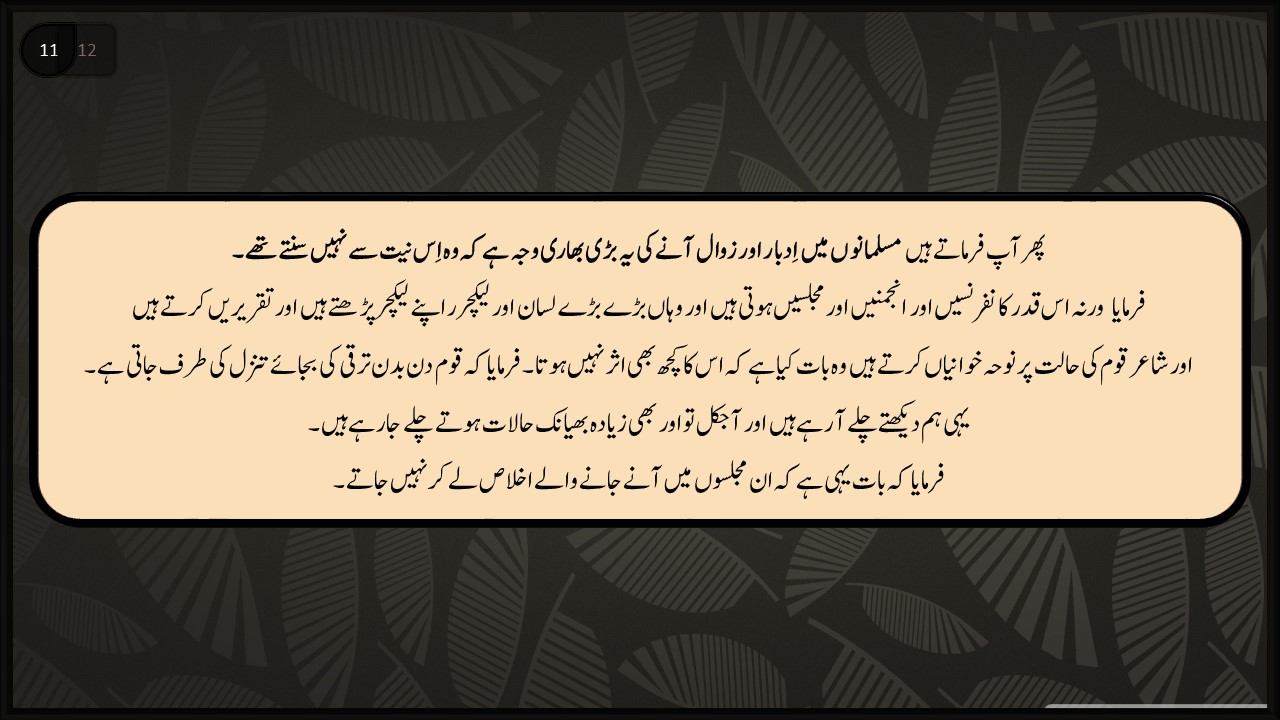 11 12
پھر آپ فرماتے ہیں مسلمانوں میں اِدبار اور زوال آنے کی یہ بڑی بھاری وجہ ہے کہ وہ اِس نیت سے نہیں سنتے تھے۔
فرمایا ورنہ اس قدر کانفرنسیں اور انجمنیں اور مجلسیں ہوتی ہیں اور وہاں بڑے بڑے لسان اور لیکچرر اپنے لیکچر پڑھتے ہیں اور تقریریں کرتے ہیں
اور شاعر قوم کی حالت پر نوحہ خوانیاں کرتے ہیں وہ بات کیا ہے کہ اس کا کچھ بھی اثر نہیں ہوتا۔ فرمایا کہ قوم دن بدن ترقی کی بجائے تنزل کی طرف جاتی ہے۔
یہی ہم دیکھتے چلے آ رہے ہیں اور آجکل تو اور بھی زیادہ بھیانک حالات ہوتے چلے جا رہے ہیں۔
فرمایا کہ بات یہی ہے کہ ان مجلسوں میں آنے جانے والے اخلاص لے کر نہیں جاتے۔